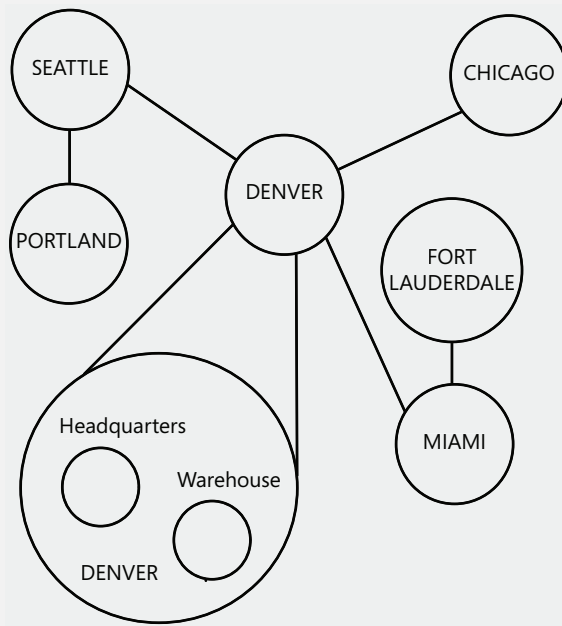 SEATTLE
CHICAGO
DENVER
PORTLAND
FORT
LAUDERDALE
Headquarters
MIAMI
Warehouse
DENVER